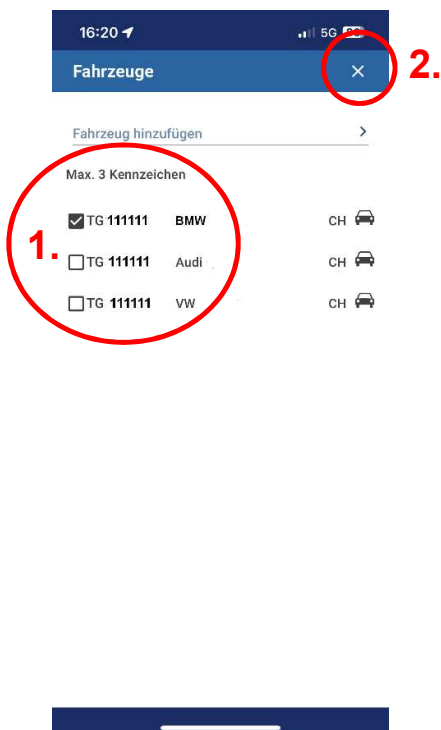 16:20 5G
Fahrzeuge × 2.
Fahrzeug hinzufügen >
Max. 3 Kennzeichen
TG 111111 BMW CH
1.
TG 111111 Audi CH
TG 111111 VW CH